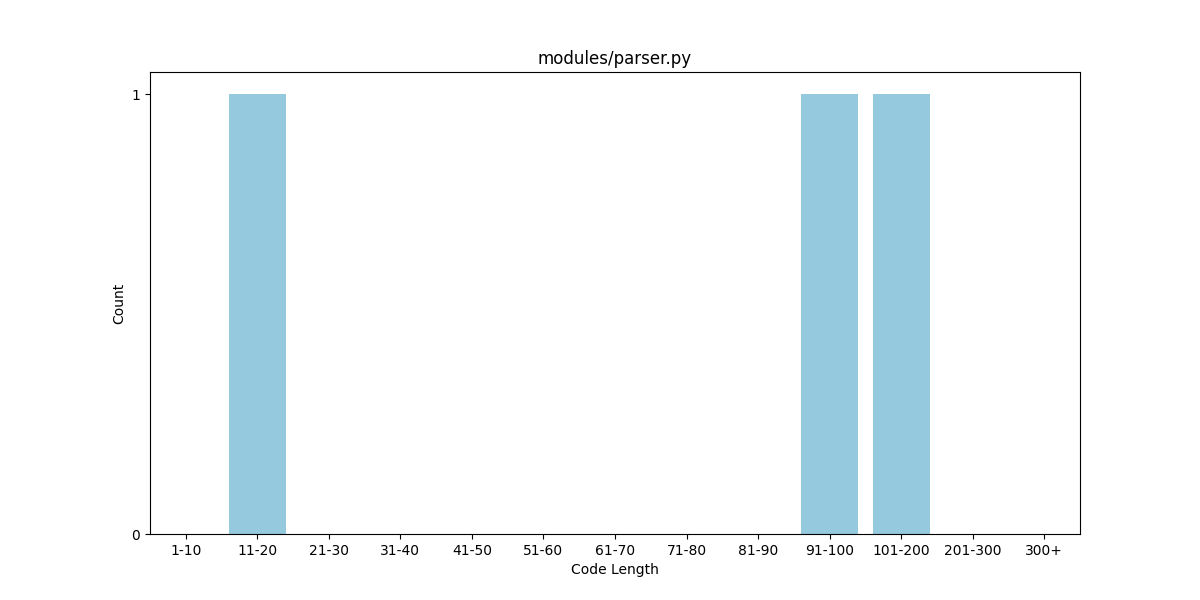 modules/parser.py
1
0
Count
1-10 11-20 21-30 31-40 41-50 51-60 61-70 71-80 81-90 91-100 101-200 201-300 300+
Code Length